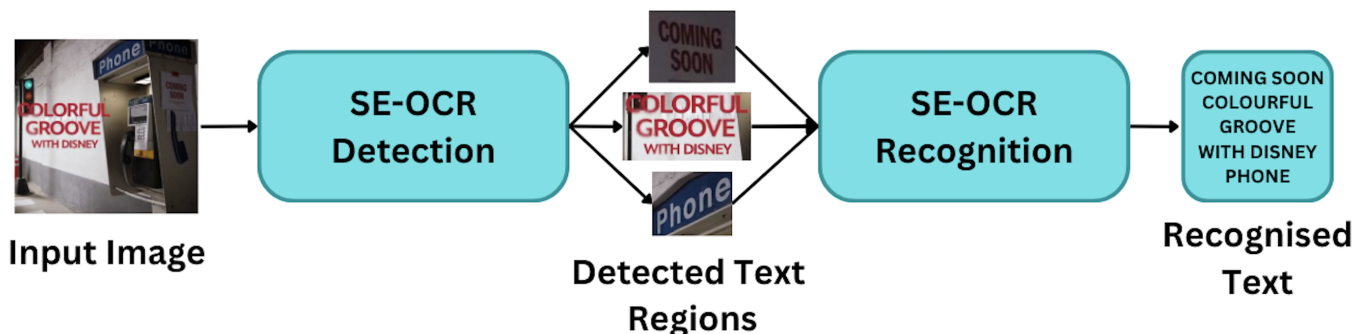 Phone
Phone
COMING
SOON
COLORFUL
GROOVE
WITH DISNEY
Input Image
SE-OCR
Detection
COMING
SOON
COLORFUL
GROOVE
WITH DISNEY
Phone
Detected Text
Regions
SE-OCR
Recognition
COMING SOON
COLOURFUL
GROOVE
WITH DISNEY
PHONE
Recognised
Text